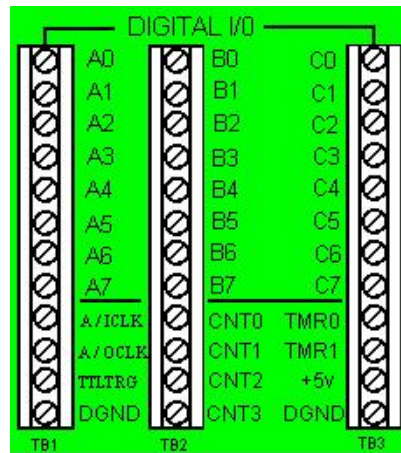 DIGITAL I/0
A0 B0 C0
A1 B1 C1
A2 B2 C2
A3 B3 C3
A4 B4 C4
A5 B5 C5
A6 B6 C6
A7 B7 C7
A/ICLK CNT0 TMR0
A/OCLK CNT1 TMR1
TTLTRG CNT2 +5v
DGND CNT3 DGND
TB1 TB2 TB3